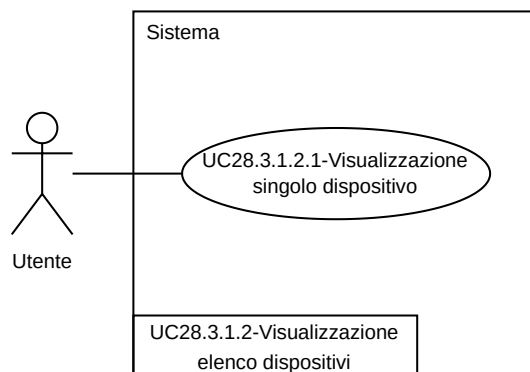 Sistema
UC28.3.1.2.1-Visualizzazione
singolo dispositivo
Utente
UC28.3.1.2-Visualizzazione
elenco dispositivi